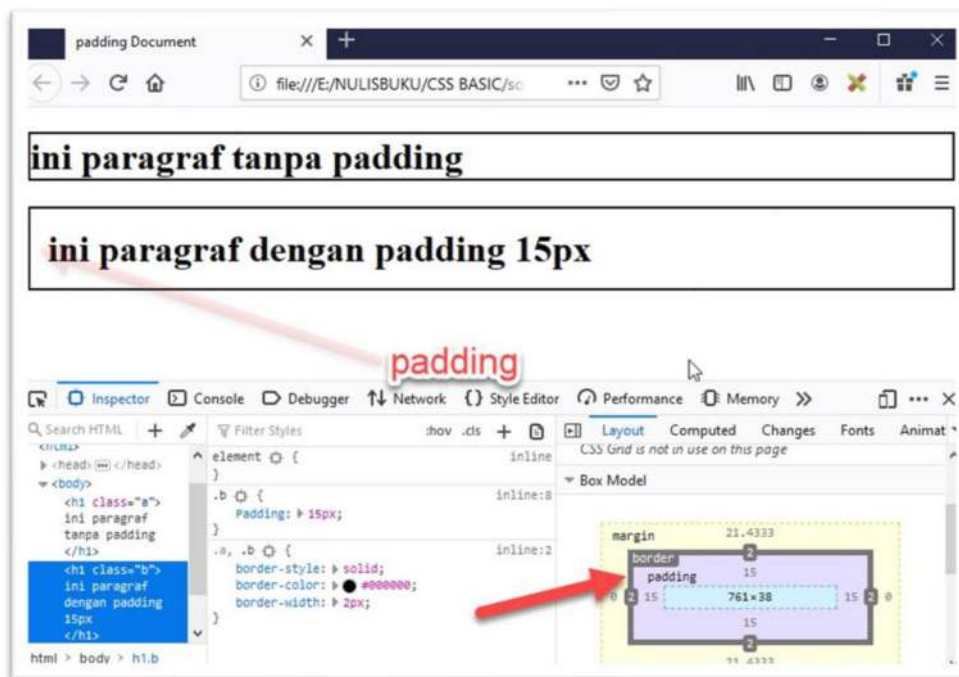 padding Document
file:///E:/NULISBUKU/CSS BASIC/so
ini paragraf tanpa padding
ini paragraf dengan padding 15px
padding
Inspector Console Debugger Network {} Style Editor Performance Memory
Search HTML
<head> </head>
<body>
<h1 class="a">
ini paragraf
tanpa padding
</h1>
<h1 class="b">
ini paragraf
dengan padding
15px
</h1>
html > body > h1.b
Filter Styles :hov .cls
element { inline
}
.b { inline:8
Padding: 15px;
}
.a, .b { inline:2
border-style: solid;
border-color: #000000;
border-width: 2px;
}
Layout Computed Changes Fonts Animat
CSS Grid is not in use on this page
Box Model
margin 21.4333
border 2
padding 15
0 2 15 761×38 15 2 0
15
2
21.4333